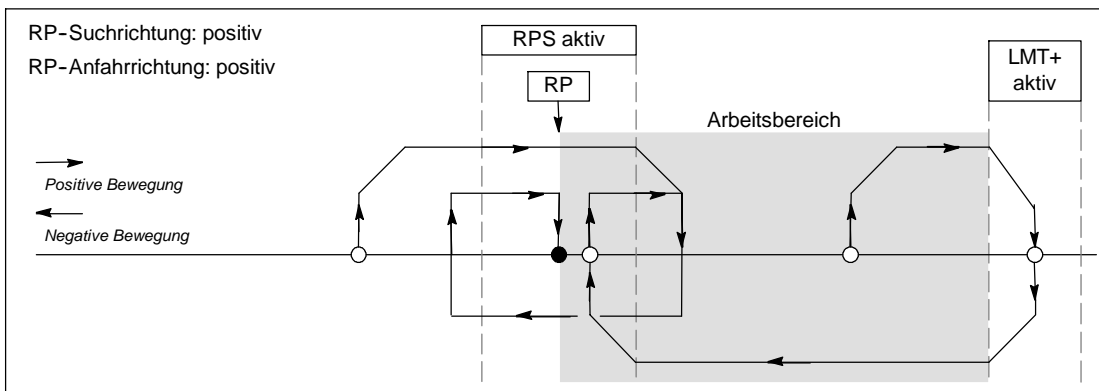 RP-Suchrichtung: positiv
RPS aktiv
LMT+
aktiv
RP-Anfahrrichtung: positiv
RP
Arbeitsbereich
Positive Bewegung
Negative Bewegung